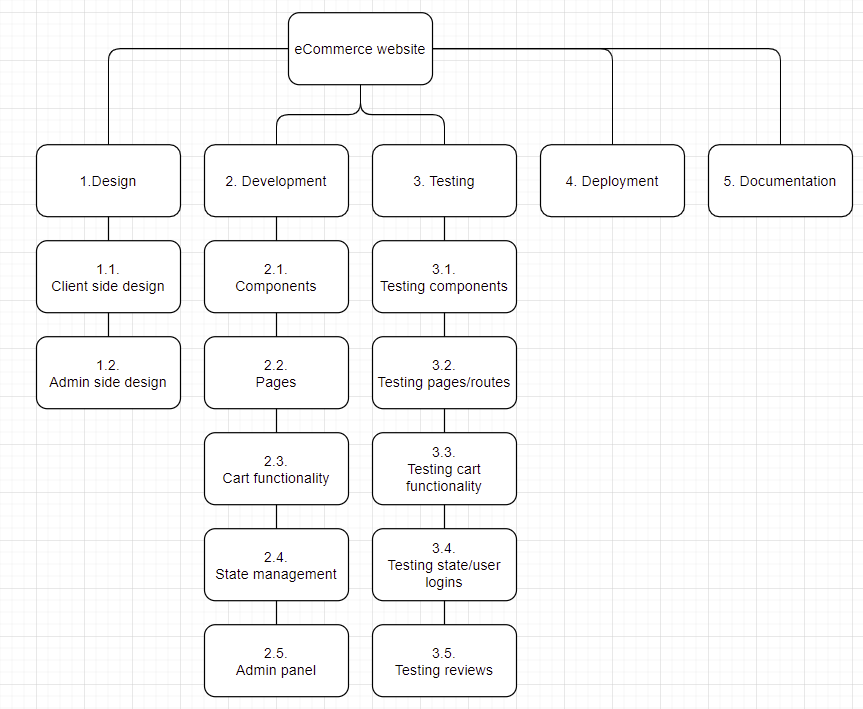 eCommerce website
1.Design
2. Development
3. Testing
4. Deployment
5. Documentation
1.1.
Client side design
2.1.
Components
3.1.
Testing components
1.2.
Admin side design
2.2.
Pages
3.2.
Testing pages/routes
2.3.
Cart functionality
3.3.
Testing cart
functionality
2.4.
State management
3.4.
Testing state/user
logins
2.5.
Admin panel
3.5.
Testing reviews